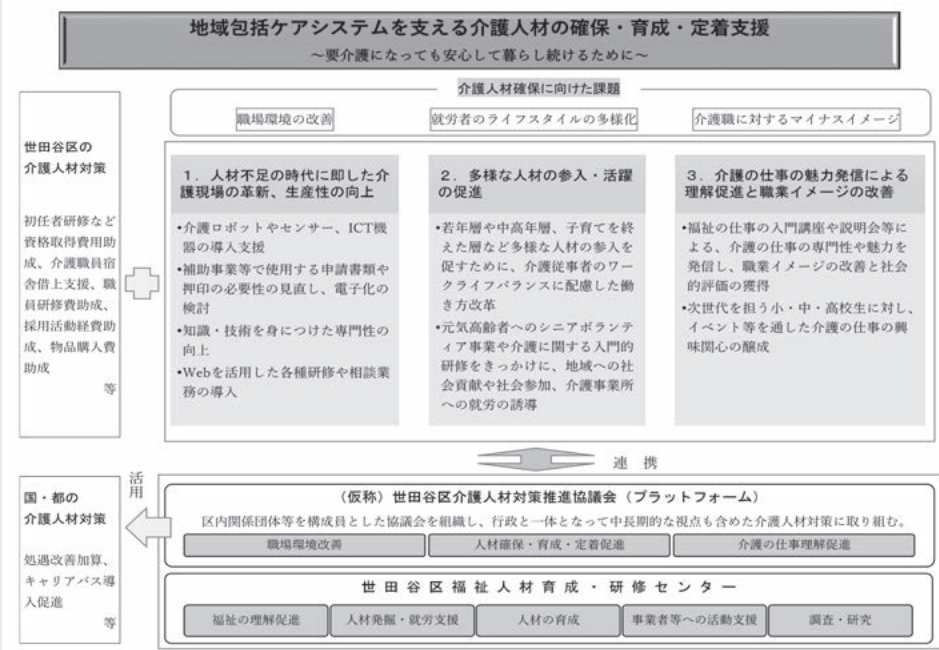 地域包括ケアシステムを支える介護人材の確保・育成・定着支援
～要介護になっても安心して暮らし続けるために～
介護人材確保に向けた課題
職場環境の改善
就労者のライフスタイルの多様化
介護職に対するマイナスイメージ
世田谷区の
介護人材対策
初任者研修など
資格取得費用助
成、介護職員宿
舎借上支援、職
員研修費助成、
採用活動経費助
成、物品購入費
助成
等
1．人材不足の時代に即した介
護現場の革新、生産性の向上
•介護ロボットやセンサー、ICT機
器の導入支援
•補助事業等で使用する申請書類や
押印の必要性の見直し、電子化の
検討
•知識・技術を身につけた専門性の
向上
•Webを活用した各種研修や相談業
務の導入
2．多様な人材の参入・活躍
の促進
•若年層や中高年層、子育てを終
えた層など多様な人材の参入を
促すために、介護従事者のワー
クライフバランスに配慮した働
き方改革
•元気高齢者へのシニアボランテ
ィア事業や介護に関する入門的
研修をきっかけに、地域への社
会貢献や社会参加、介護事業所
への就労の誘導
3．介護の仕事の魅力発信による
理解促進と職業イメージの改善
•福祉の仕事の入門講座や説明会等に
よる、介護の仕事の専門性や魅力を
発信し、職業イメージの改善と社会
的評価の獲得
•次世代を担う小・中・高校生に対し、
イベント等を通した介護の仕事の興
味関心の醸成
連携
国・都の
介護人材対策
処遇改善加算、
キャリアパス導
入促進
等
活用
（仮称）世田谷区介護人材対策推進協議会（プラットフォーム）
区内関係団体等を構成員とした協議会を組織し、行政と一体となって中長期的な視点も含めた介護人材対策に取り組む。
職場環境改善
人材確保・育成・定着促進
介護の仕事理解促進
世田谷区福祉人材育成・研修センター
福祉の理解促進
人材発掘・就労支援
人材の育成
事業者等への活動支援
調査・研究